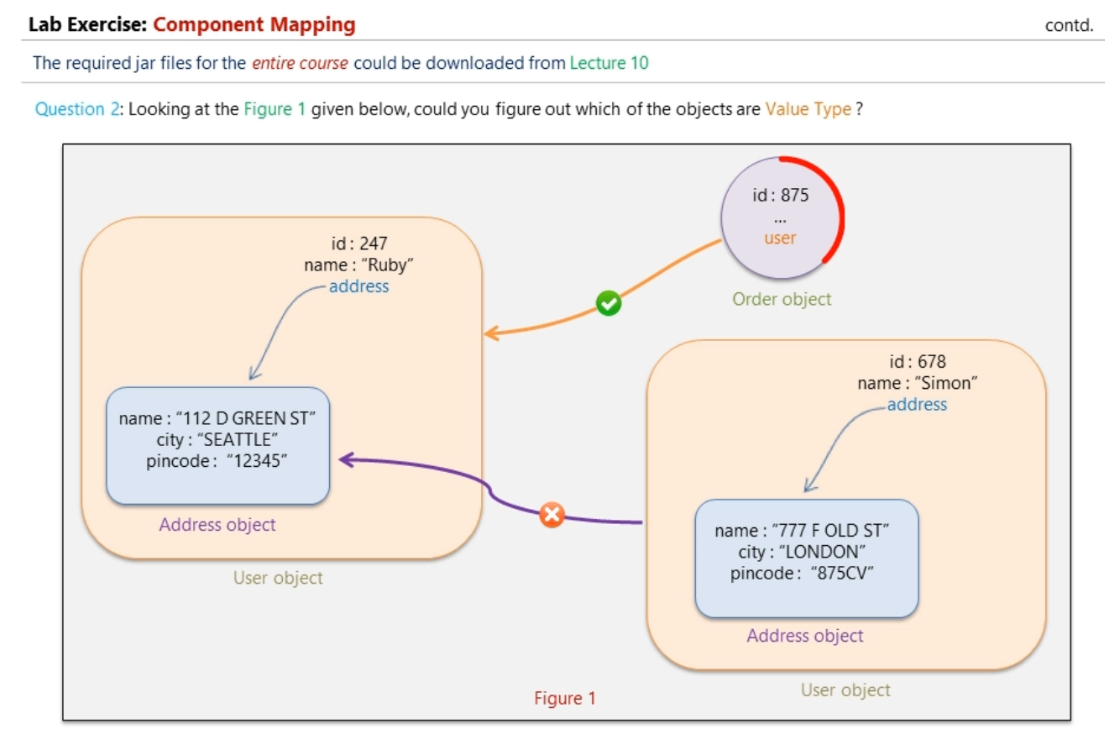 Lab Exercise: Component Mapping
contd.
The required jar files for the entire course could be downloaded from Lecture 10
Question 2: Looking at the Figure 1 given below, could you figure out which of the objects are Value Type ?
id : 875
...
user
Order object
id : 247
name : “Ruby”
address
name : “112 D GREEN ST”
city : “SEATTLE”
pincode : “12345”
Address object
User object
id : 678
name : “Simon”
address
name : “777 F OLD ST”
city : “LONDON”
pincode : “875CV”
Address object
User object
Figure 1